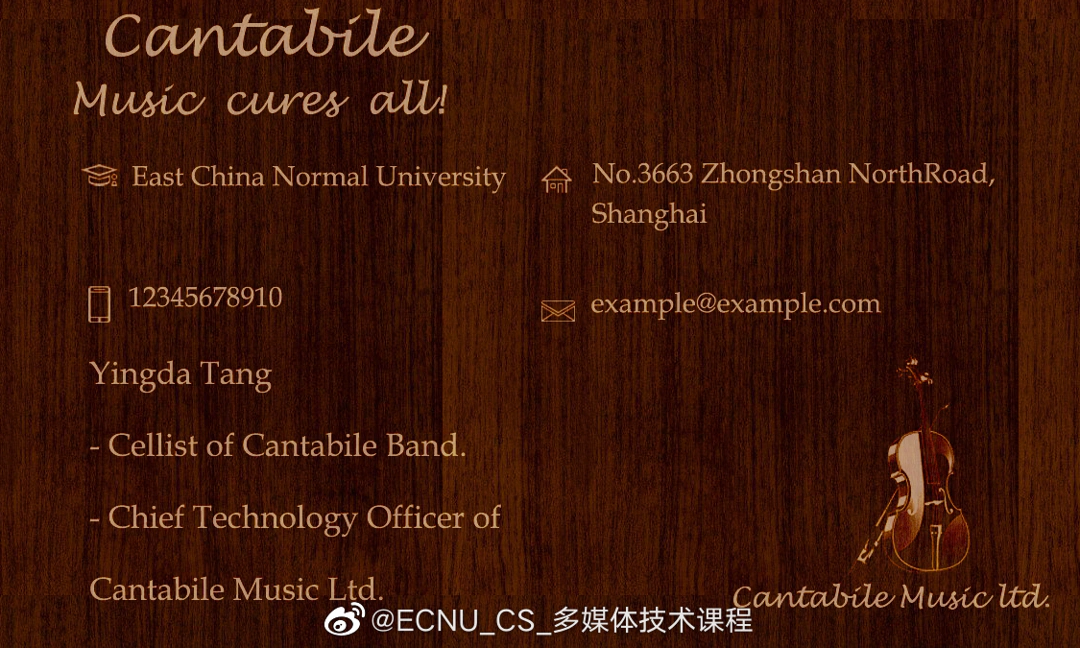 Cantabile
Music cures all!
East China Normal University
No.3663 Zhongshan NorthRoad,
Shanghai
12345678910
example@example.com
Yingda Tang
- Cellist of Cantabile Band.
- Chief Technology Officer of
Cantabile Music Ltd.
Cantabile Music ltd.
@ECNU_CS_多媒体技术课程